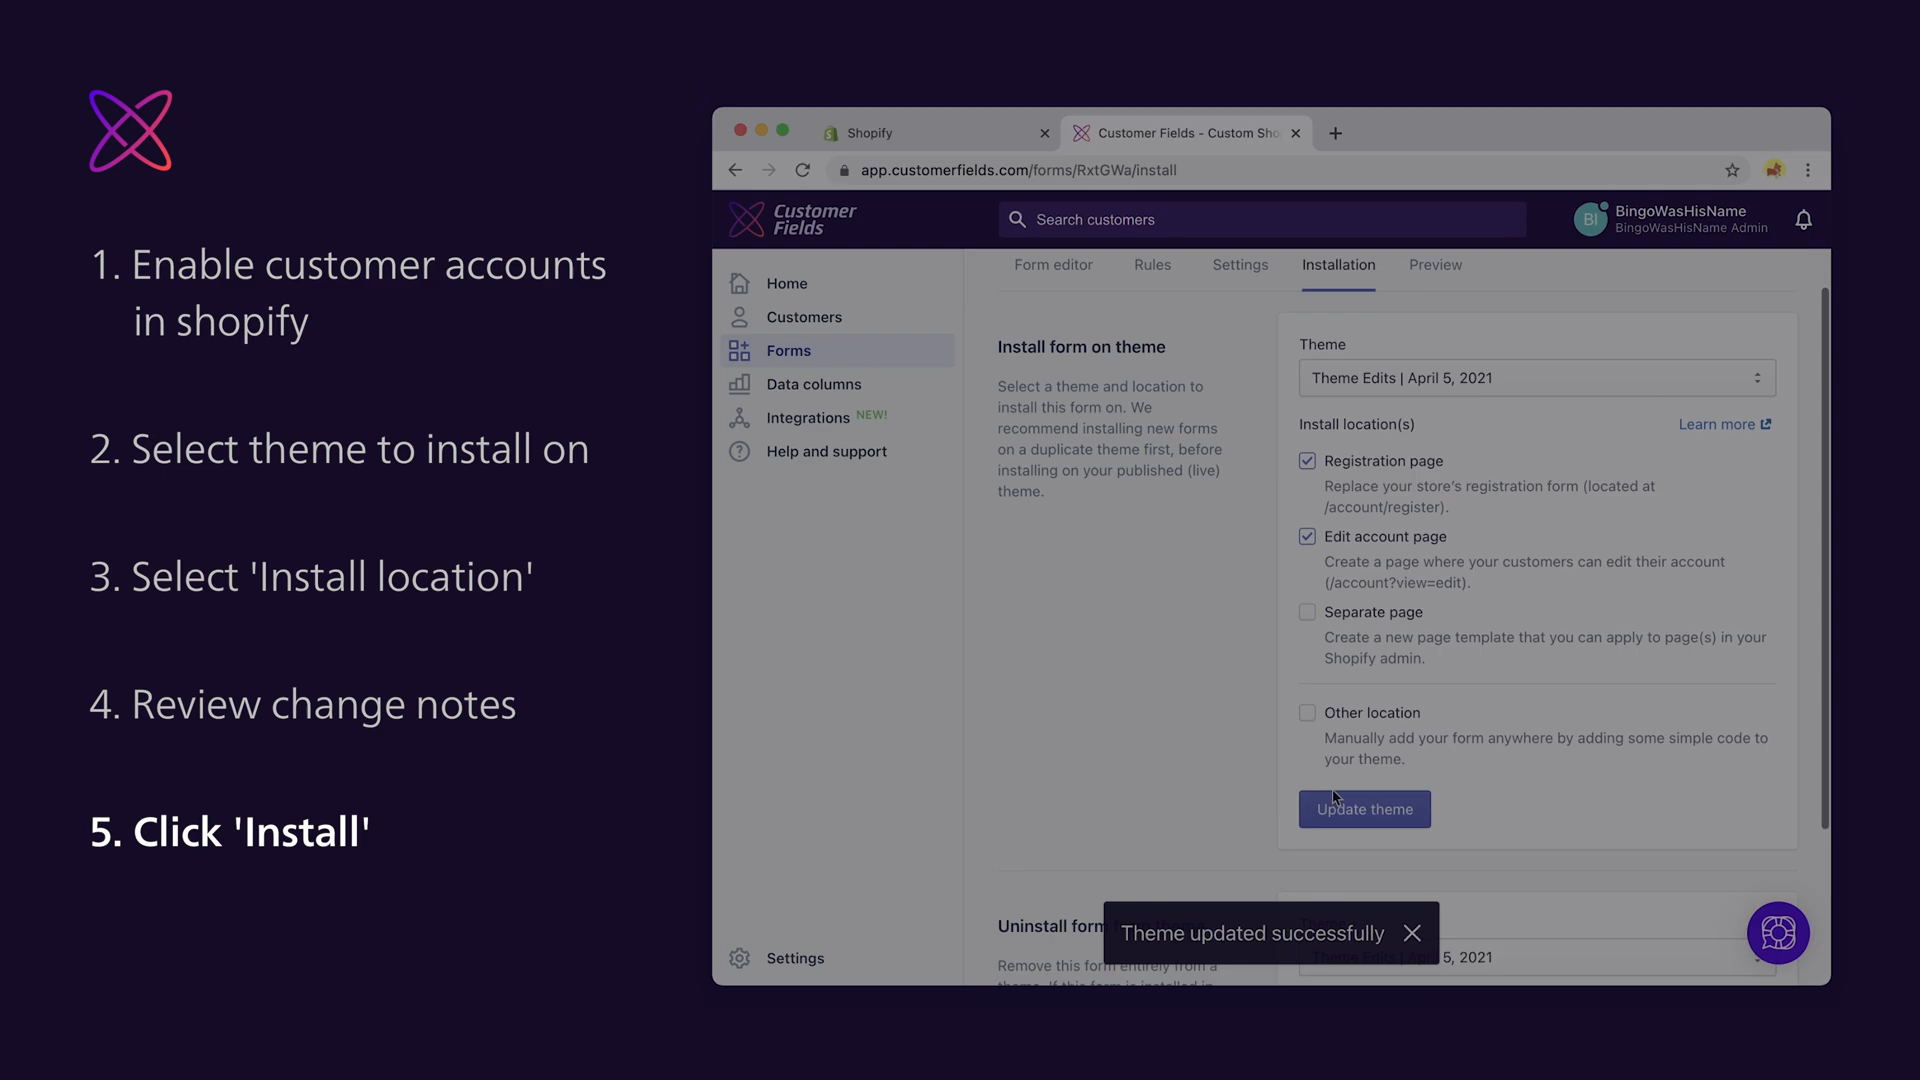 1. Enable customer accounts
in shopify
2. Select theme to install on
3. Select 'Install location'
4. Review change notes
5. Click 'Install'
Shopify
Customer Fields - Custom Sho
app.customerfields.com/forms/RxtGWa/install
Customer
Fields
Search customers
BI
BingoWasHisName
BingoWasHisName Admin
Home
Customers
Forms
Data columns
Integrations NEW!
Help and support
Settings
Form editor
Rules
Settings
Installation
Preview
Install form on theme
Select a theme and location to
install this form on. We
recommend installing new forms
on a duplicate theme first, before
installing on your published (live)
theme.
Theme
Theme Edits | April 5, 2021
Install location(s)
Learn more
Registration page
Replace your store's registration form (located at
/account/register).
Edit account page
Create a page where your customers can edit their account
(/account?view=edit).
Separate page
Create a new page template that you can apply to page(s) in your
Shopify admin.
Other location
Manually add your form anywhere by adding some simple code to
your theme.
Update theme
Uninstall form
Remove this form entirely from a
Theme updated successfully
Theme Edits | April 5, 2021